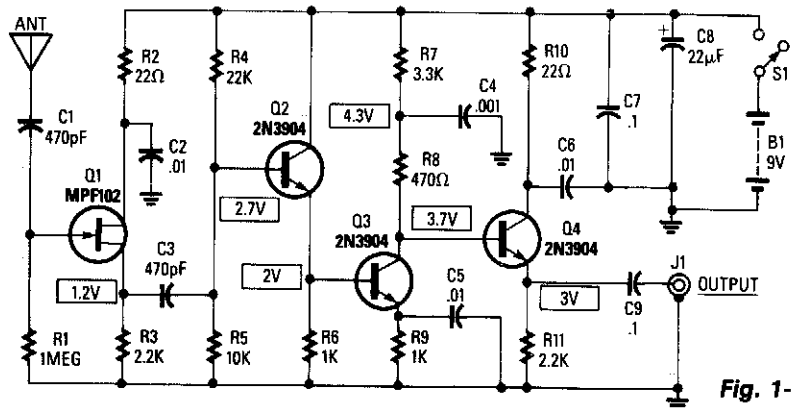 ANT
C1
470pF
R2
22Ω
C2
.01
Q1
MPF102
1.2V
C3
470pF
R1
1MEG
R3
2.2K
R4
22K
R5
10K
Q2
2N3904
2.7V
2V
R6
1K
R7
3.3K
4.3V
C4
.001
R8
470Ω
Q3
2N3904
3.7V
C5
.01
R9
1K
R10
22Ω
C6
.01
Q4
2N3904
3V
R11
2.2K
C7
.1
+
C8
22µF
S1
B1
9V
C9
.1
J1
OUTPUT
Fig. 1-